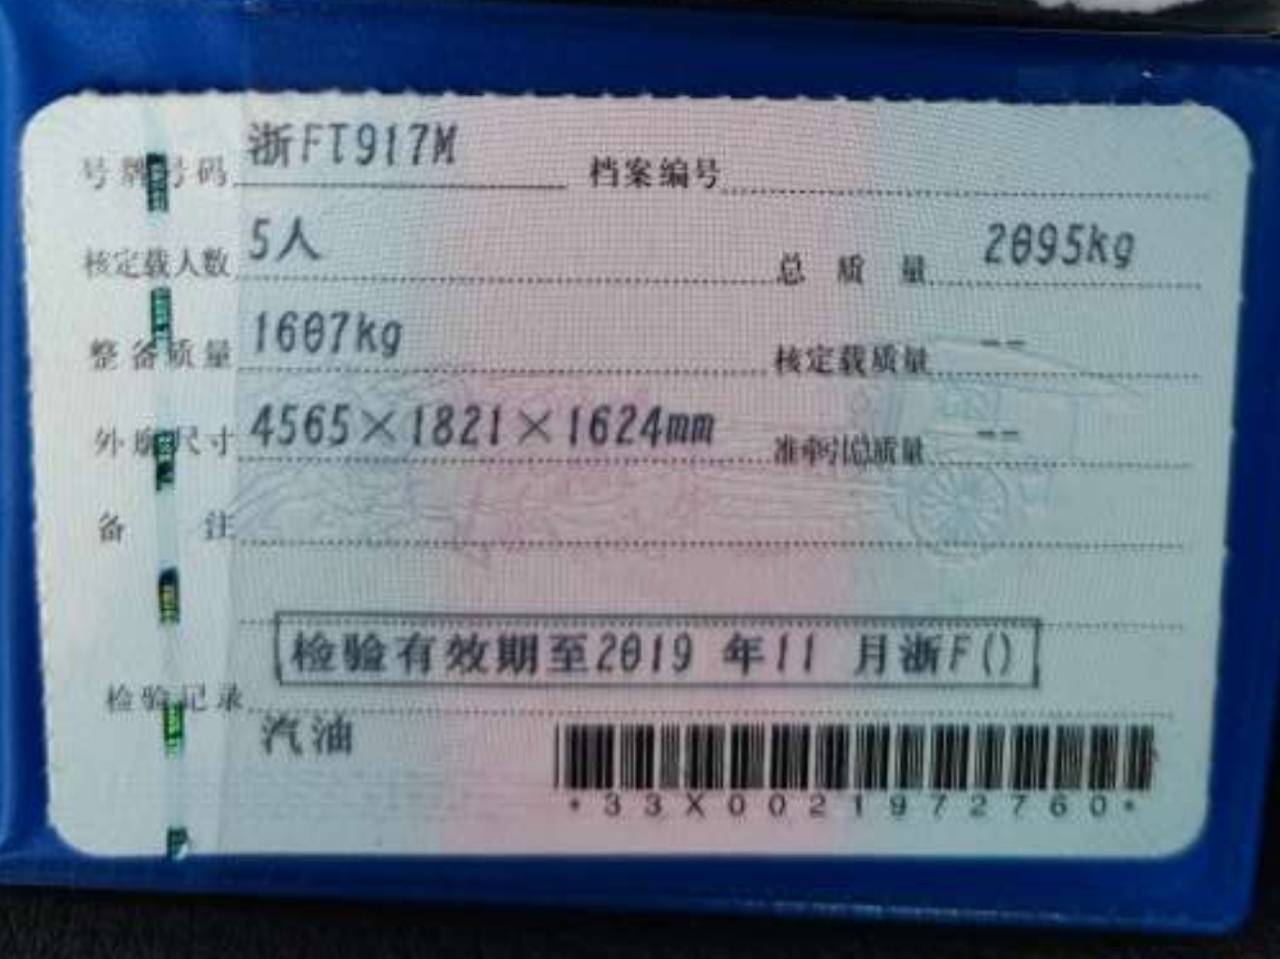 号牌号码 浙FT917M 档案编号
核定载人数 5人 总质量 2095kg
整备质量 1607kg 核定载质量 --
外廓尺寸 4565×1821×1624mm 准牵引总质量 --
备注
检验有效期至2019 年11 月浙F()
检验记录
汽油
*33X0021972760*